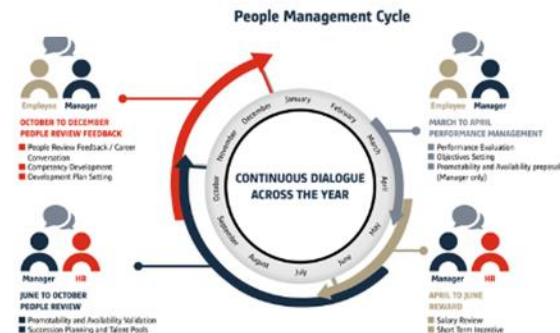 People Management Cycle
Employee Manager
OCTOBER TO DECEMBER
PEOPLE REVIEW FEEDBACK
People Review Feedback / Career
Conversation
Competency Development
Development Plan Setting
Employee Manager
MARCH TO APRIL
PERFORMANCE MANAGEMENT
Performance Evaluation
Objectives Setting
Promotability and Availability proposal
(Manager only)
January
February
March
April
May
June
July
August
September
October
November
December
CONTINUOUS DIALOGUE
ACROSS THE YEAR
Manager HR
JUNE TO OCTOBER
PEOPLE REVIEW
Promotability and Availability Validation
Succession Planning and Talent Pools
Manager HR
APRIL TO JUNE
REWARD
Salary Review
Short Term Incentive